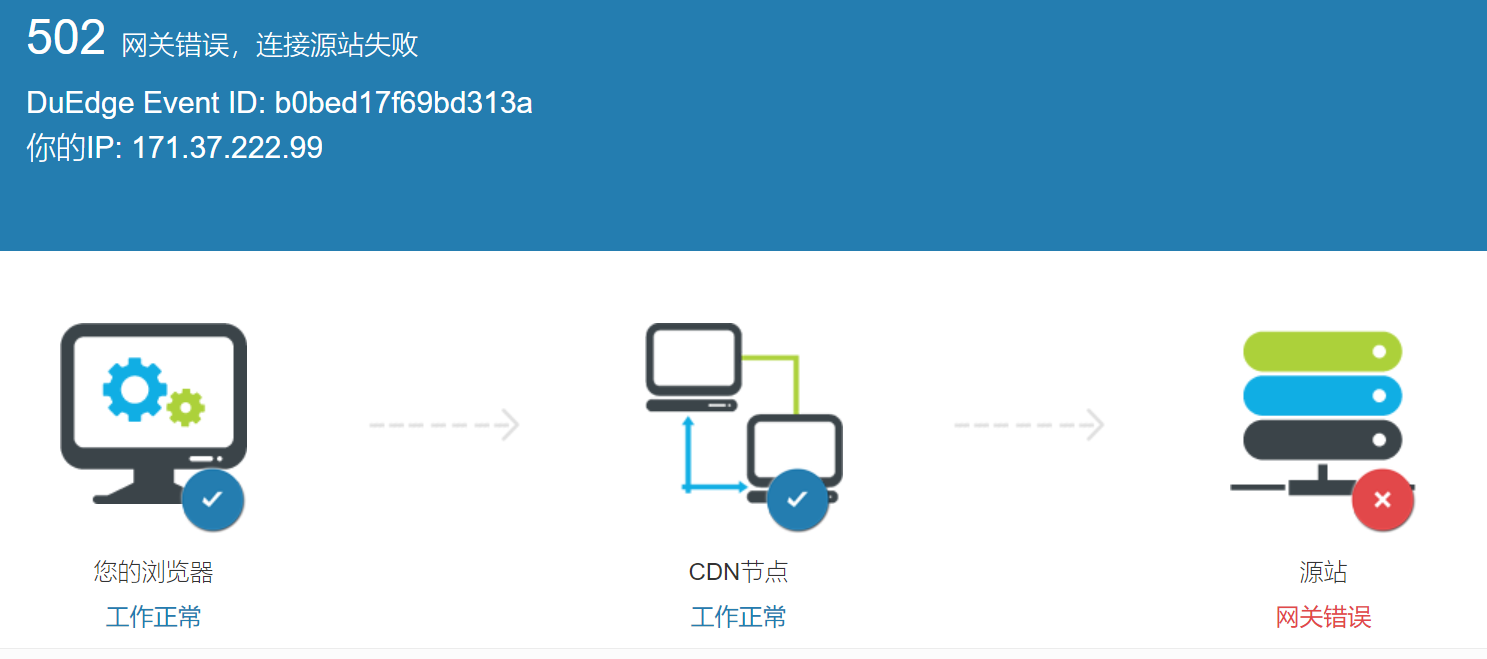 502 网关错误，连接源站失败
DuEdge Event ID: b0bed17f69bd313a
你的IP: 171.37.222.99
您的浏览器
工作正常
CDN节点
工作正常
源站
网关错误